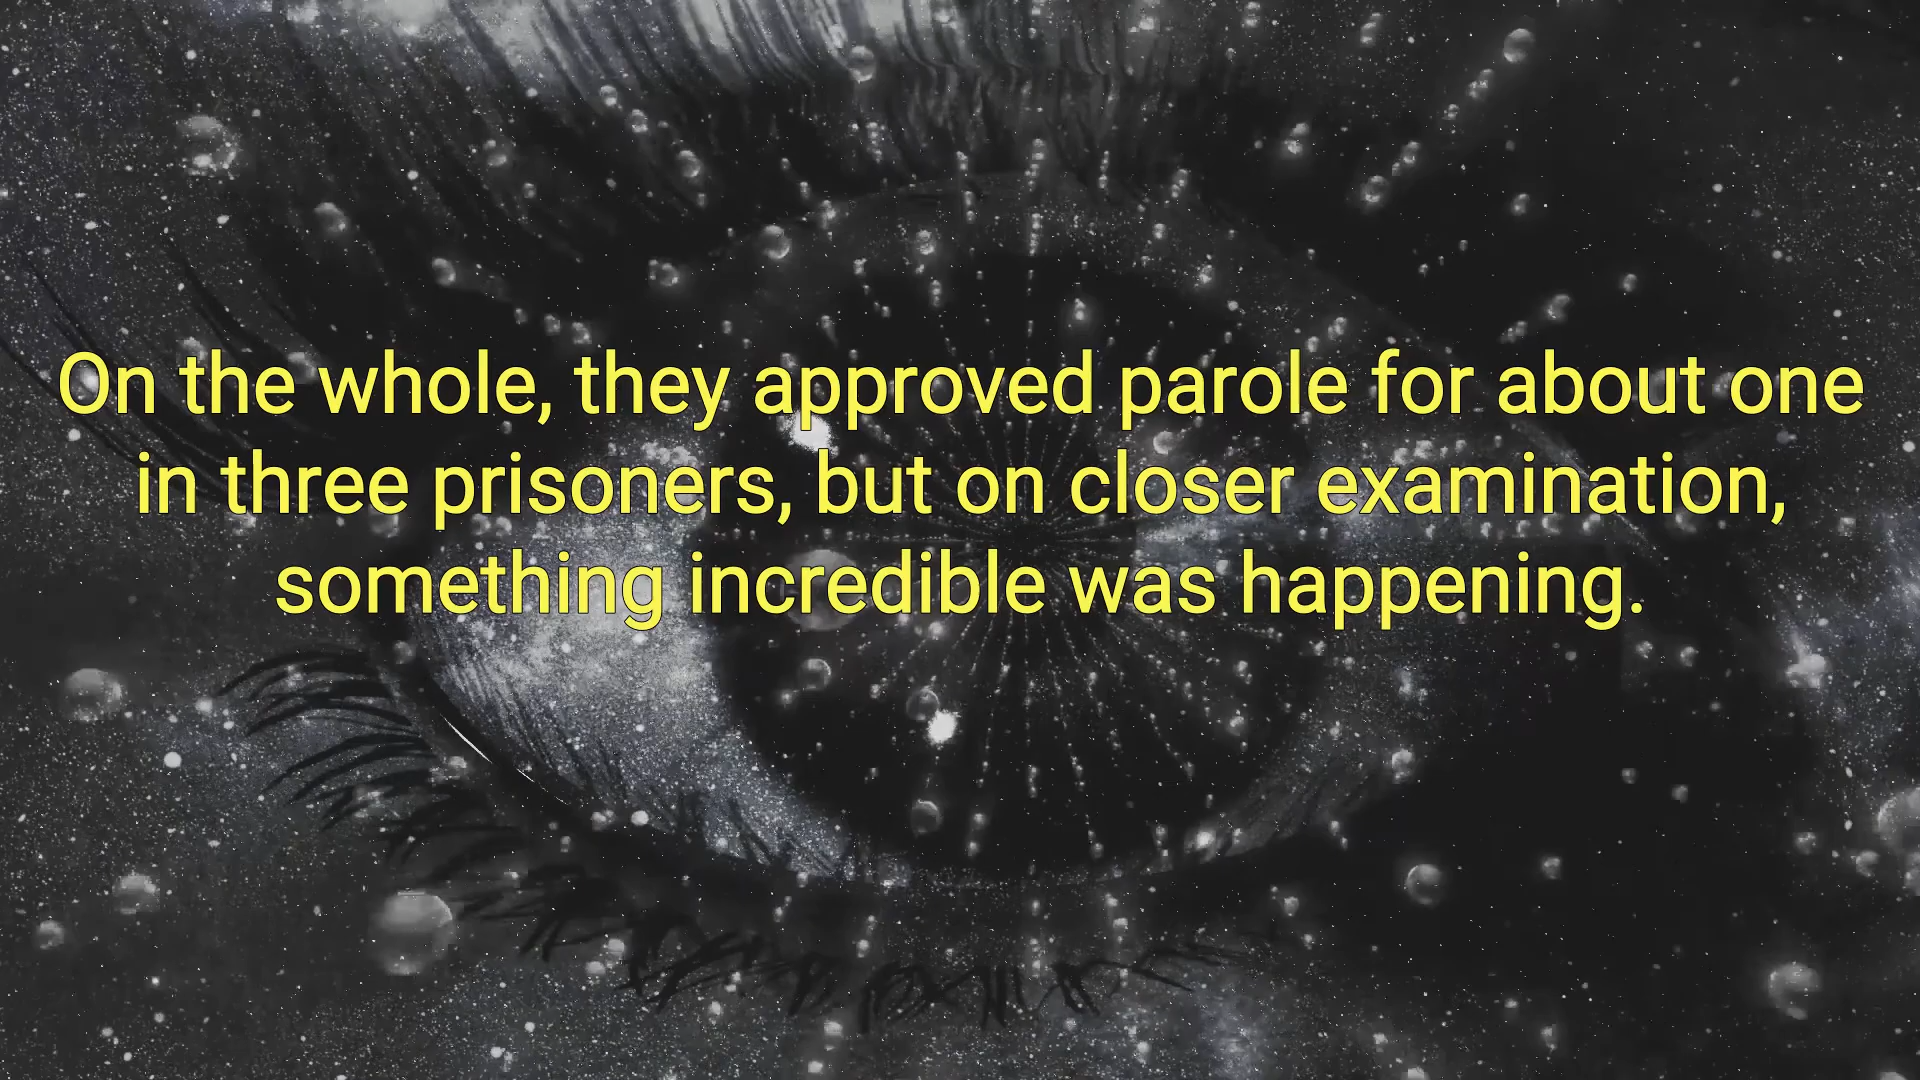 On the whole, they approved parole for about one
in three prisoners, but on closer examination,
something incredible was happening.